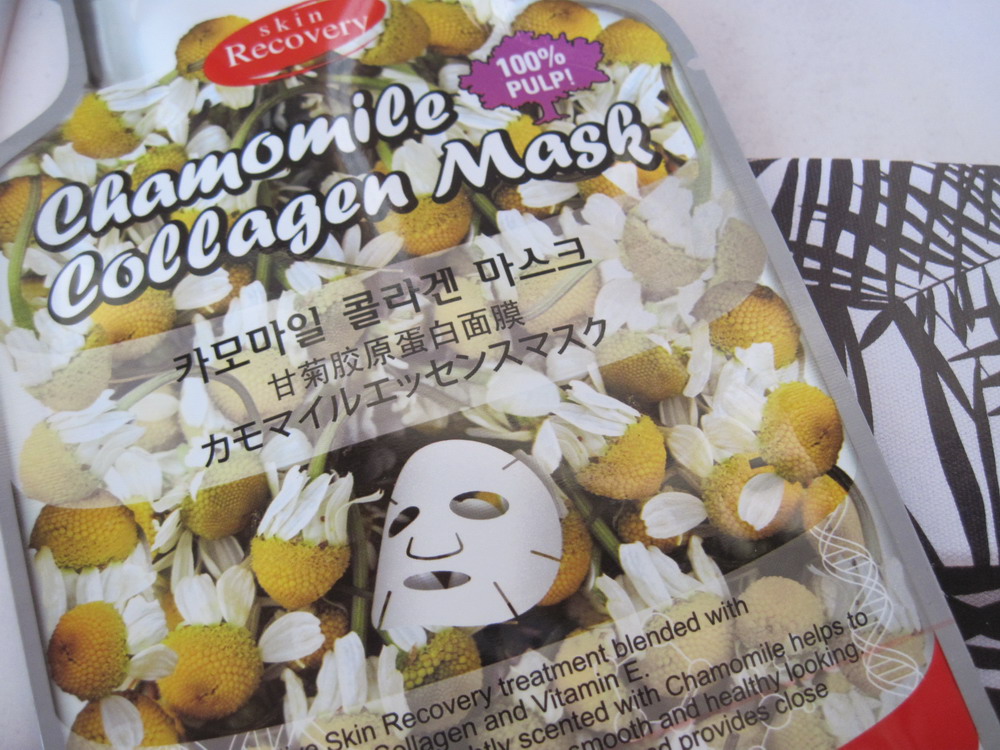 skin
Recovery
100%
PULP!
Chamomile
Collagen Mask
카모마일 콜라겐 마스크
甘菊胶原蛋白面膜
カモマイルエッセンスマスク
Skin Recovery treatment blended with
Collagen and Vitamin E.
scented with Chamomile helps to
smooth and healthy looking.
provides close